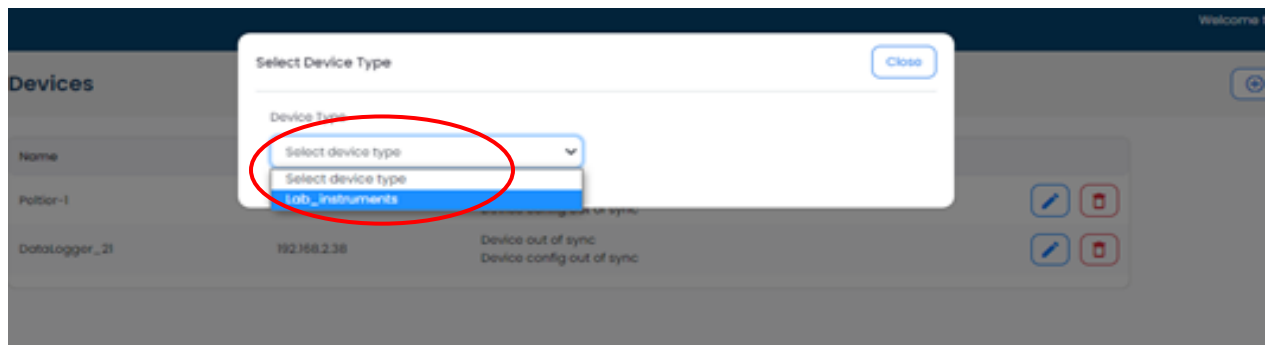 Welcome
Select Device Type
Close
Devices
Device Type
Select device type
Name
Select device type
Lab_instruments
Poltier-1
Device config out of sync
DataLogger_21
192.168.2.38
Device out of sync
Device config out of sync